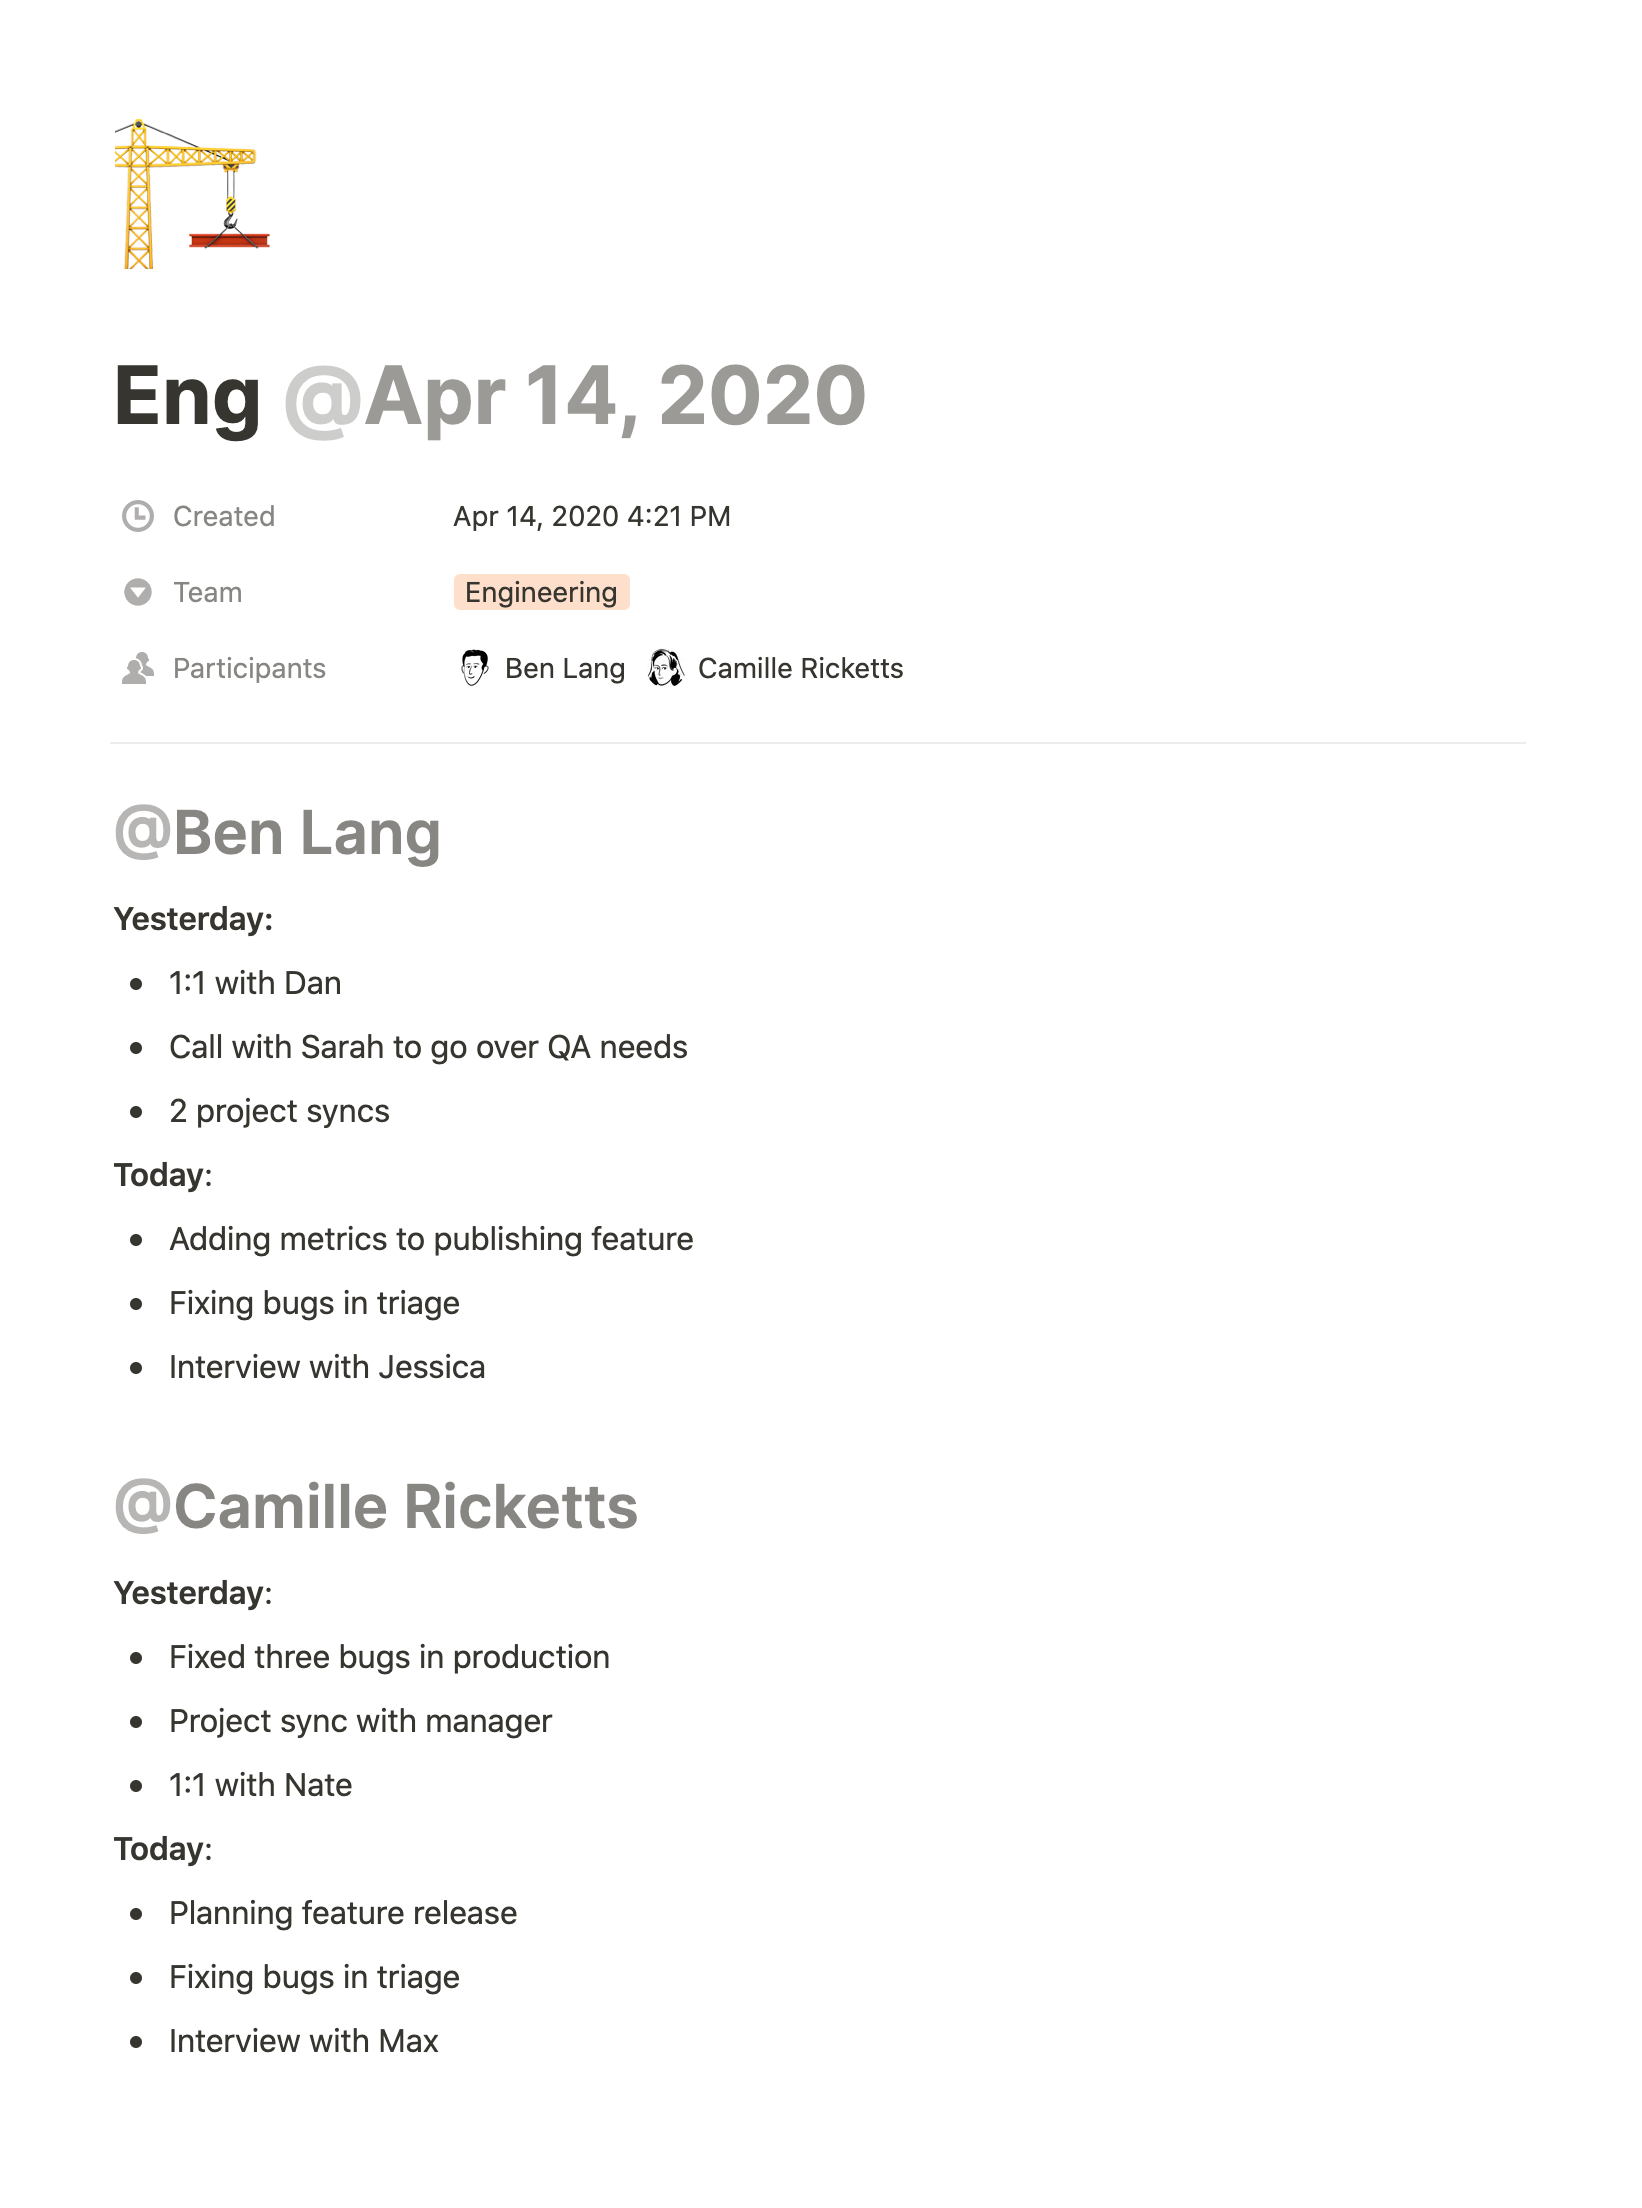 Eng @Apr 14, 2020
Created Apr 14, 2020 4:21 PM
Team Engineering
Participants Ben Lang Camille Ricketts
@Ben Lang
Yesterday:
• 1:1 with Dan
• Call with Sarah to go over QA needs
• 2 project syncs
Today:
• Adding metrics to publishing feature
• Fixing bugs in triage
• Interview with Jessica
@Camille Ricketts
Yesterday:
• Fixed three bugs in production
• Project sync with manager
• 1:1 with Nate
Today:
• Planning feature release
• Fixing bugs in triage
• Interview with Max